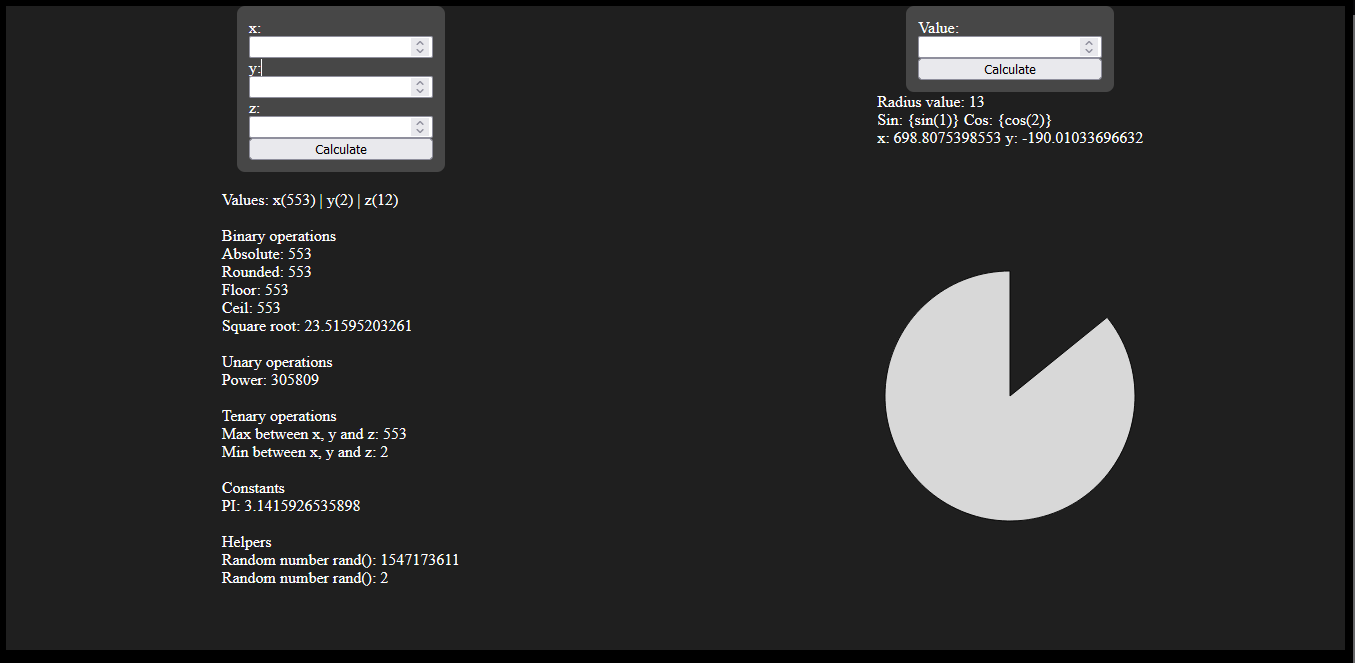 x:
y:
z:
Calculate
Values: x(553) | y(2) | z(12)
Binary operations
Absolute: 553
Rounded: 553
Floor: 553
Ceil: 553
Square root: 23.51595203261
Unary operations
Power: 305809
Tenary operations
Max between x, y and z: 553
Min between x, y and z: 2
Constants
PI: 3.1415926535898
Helpers
Random number rand(): 1547173611
Random number rand(): 2
Value:
Calculate
Radius value: 13
Sin: {sin(1)} Cos: {cos(2)}
x: 698.8075398553 y: -190.01033696632